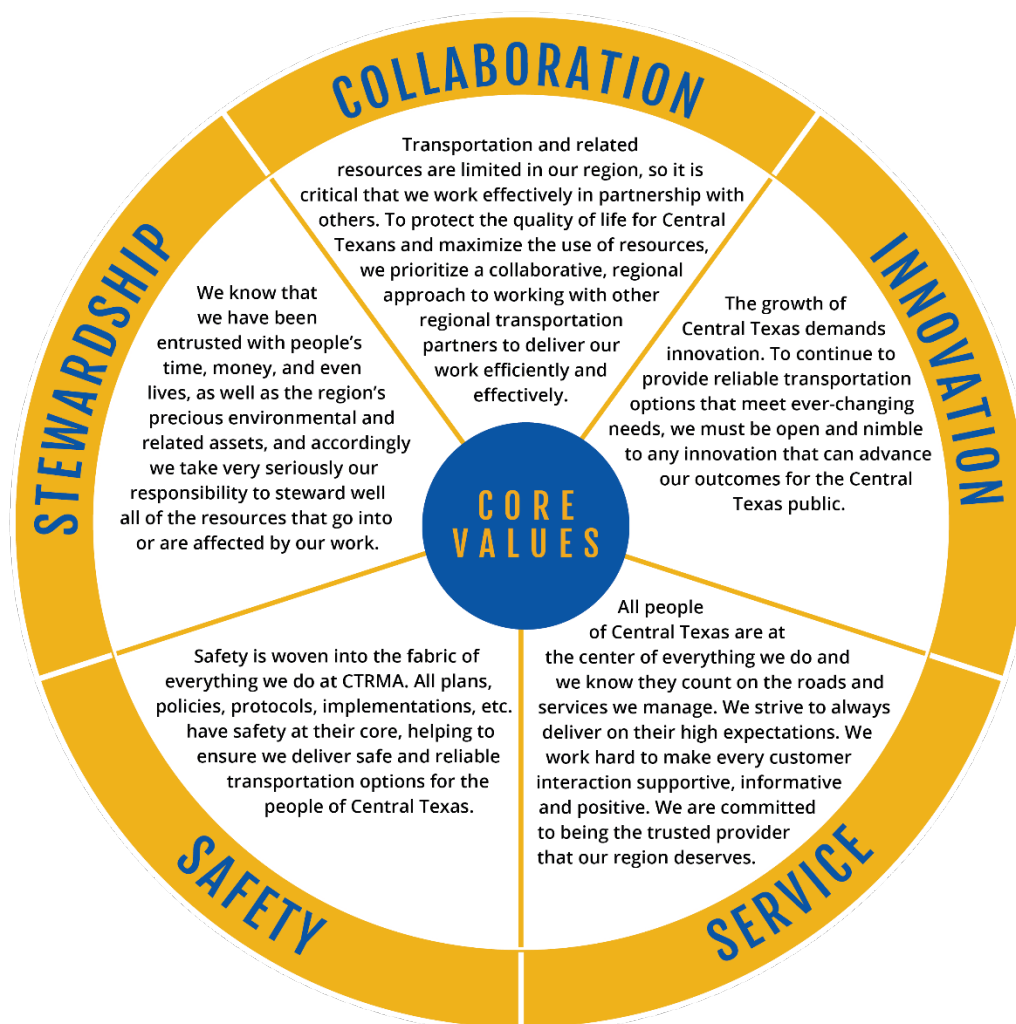 COLLABORATION
Transportation and related
resources are limited in our region, so it is
critical that we work effectively in partnership with
others. To protect the quality of life for Central
Texans and maximize the use of resources,
we prioritize a collaborative, regional
approach to working with other
regional transportation
partners to deliver our
work efficiently and
effectively.
INNOVATION
The growth of
Central Texas demands
innovation. To continue to
provide reliable transportation
options that meet ever-changing
needs, we must be open and nimble
to any innovation that can advance
our outcomes for the Central
Texas public.
SERVICE
All people
of Central Texas are at
the center of everything we do and
we know they count on the roads and
services we manage. We strive to always
deliver on their high expectations. We
work hard to make every customer
interaction supportive, informative
and positive. We are committed
to being the trusted provider
that our region deserves.
SAFETY
Safety is woven into the fabric of
everything we do at CTRMA. All plans,
policies, protocols, implementations, etc.
have safety at their core, helping to
ensure we deliver safe and reliable
transportation options for the
people of Central Texas.
STEWARDSHIP
We know that
we have been
entrusted with people's
time, money, and even
lives, as well as the region's
precious environmental and
related assets, and accordingly
we take very seriously our
responsibility to steward well
all of the resources that go into
or are affected by our work.
CORE
VALUES